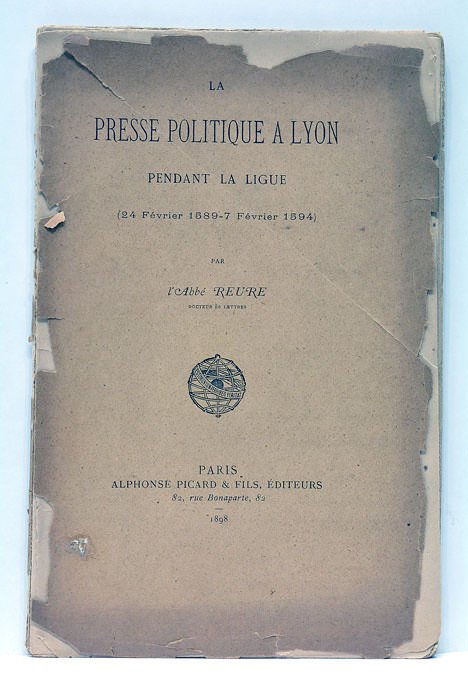 LA
PRESSE POLITIQUE A LYON
PENDANT LA LIGUE
(24 Février 1589-7 Février 1594)
PAR
l'Abbé REURE
DOCTEUR ÈS LETTRES
PARIS
ALPHONSE PICARD & FILS, ÉDITEURS
82, rue Bonaparte, 82
1898